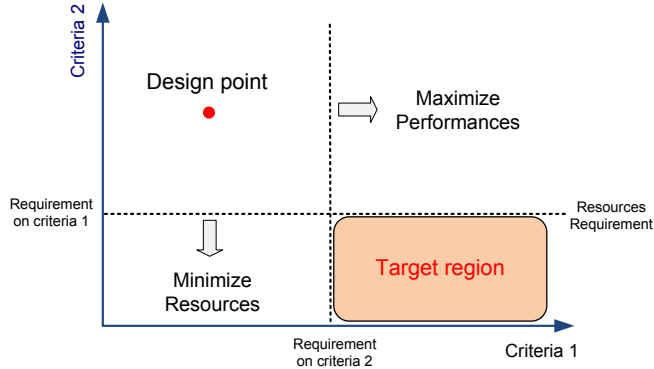 Criteria 2
Design point
Maximize
Performances
Requirement
on criteria 1
Resources
Requirement
Minimize
Resources
Target region
Requirement
on criteria 2
Criteria 1